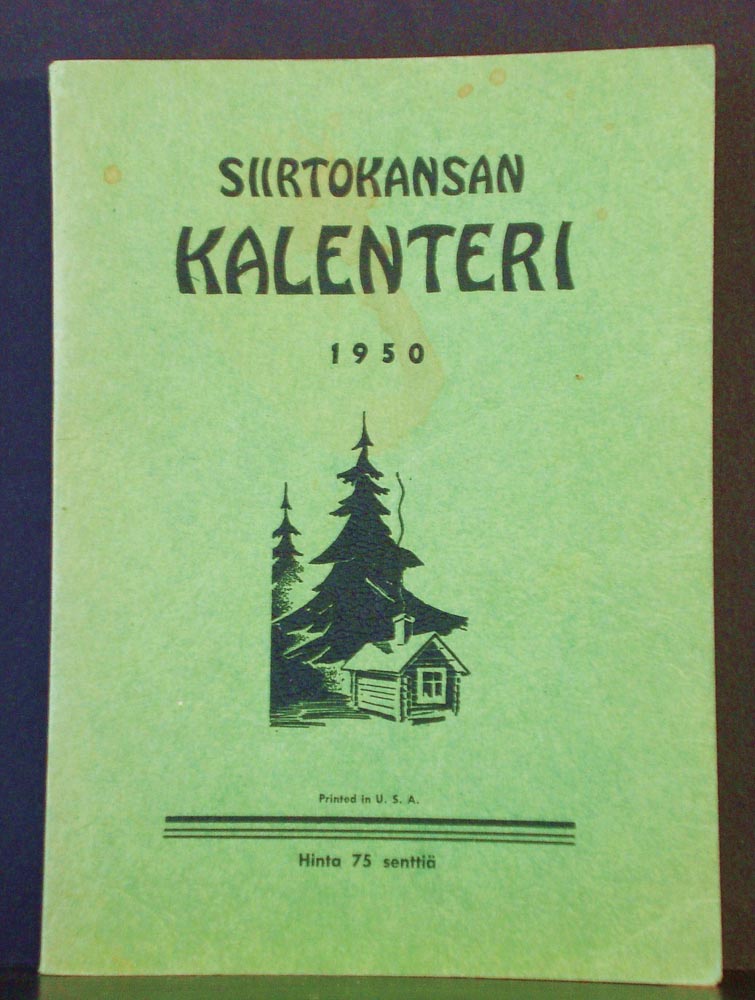 SIIRTOKANSAN
KALENTERI
1950
Printed in U. S. A.
Hinta 75 senttiä